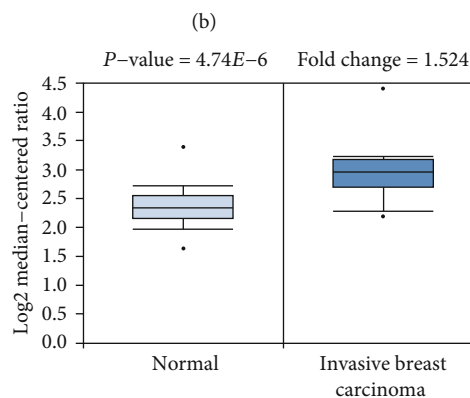 (b)
P–value = 4.74E–6 Fold change = 1.524
Log2 median–centered ratio
4.5
4.0
3.5
3.0
2.5
2.0
1.5
1.0
0.5
0.0
Normal
Invasive breast
carcinoma